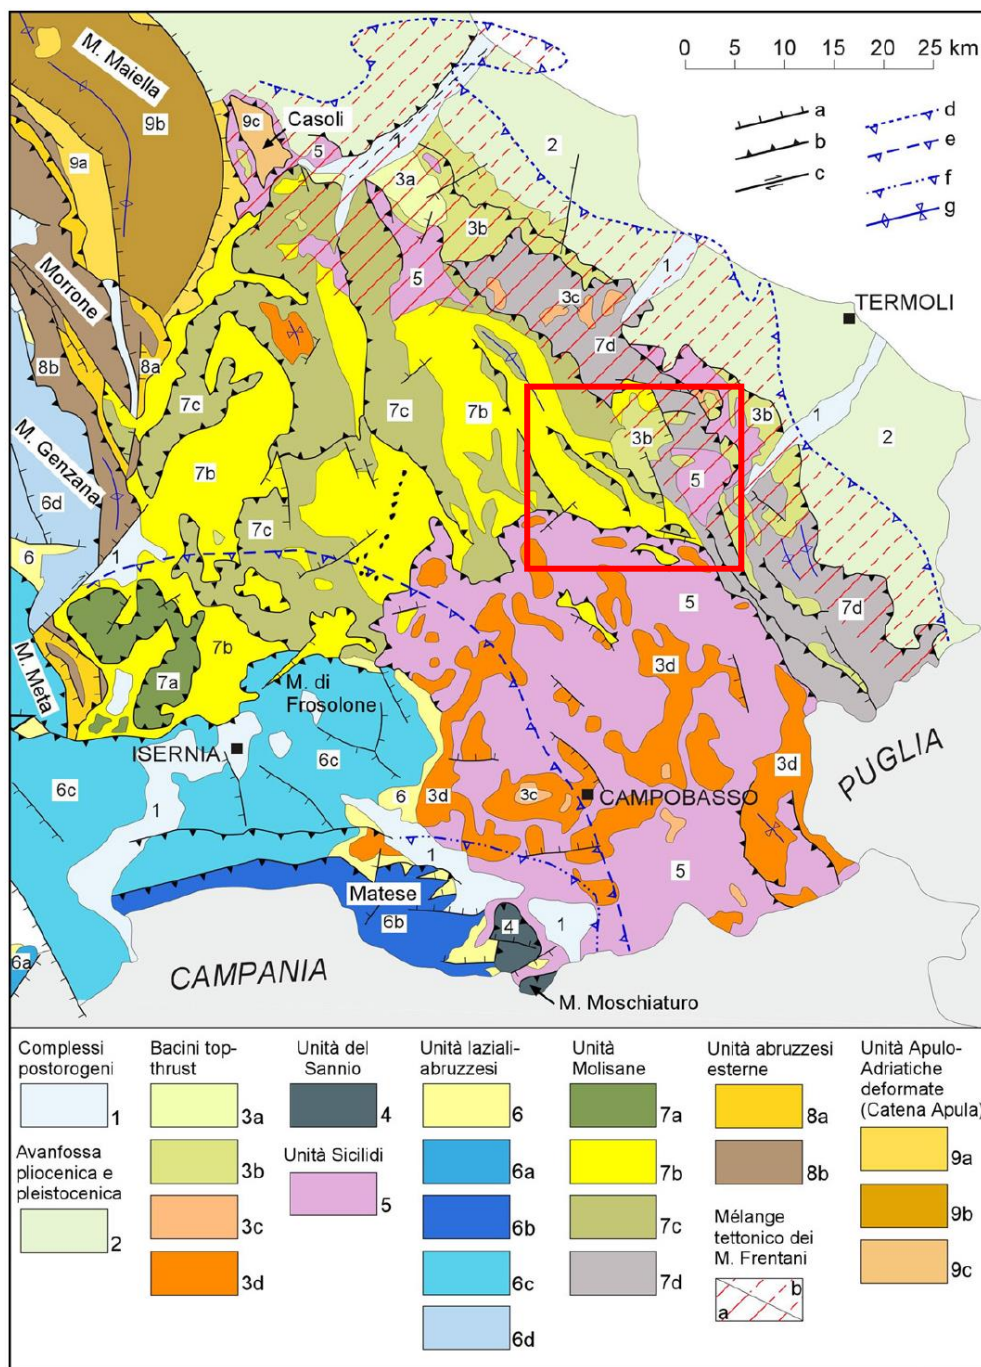 0 5 10 15 20 25 km
a
b
c
d
e
f
g
M. Maiella
9b
9c
Casoli
5
1
2
9a
3a
3b
5
1
3c
7d
TERMOLI
Morrone
8b
8a
7c
7c
7b
3b
3b
1
2
5
M. Genzana
6d
7b
7c
6
1
5
7d
7b
M. Meta
7a
M. di
Frosolone
3d
ISERNIA
6c
6c
3d
PUGLIA
1
6
3d
3c
CAMPOBASSO
1
5
Matese
6b
4
1
6a
CAMPANIA
M. Moschiaturo
Complessi
postorogeni
1
Avanfossa
pliocenica e
pleistocenica
2
Bacini top-
thrust
3a
3b
3c
3d
Unità del
Sannio
4
Unità Sicilidi
5
Unità laziali-
abruzzesi
6
6a
6b
6c
6d
Unità
Molisane
7a
7b
7c
7d
Unità abruzzesi
esterne
8a
8b
Mélange
tettonico dei
M. Frentani
a
b
Unità Apulo-
Adriatiche
deformate
(Catena Apula)
9a
9b
9c